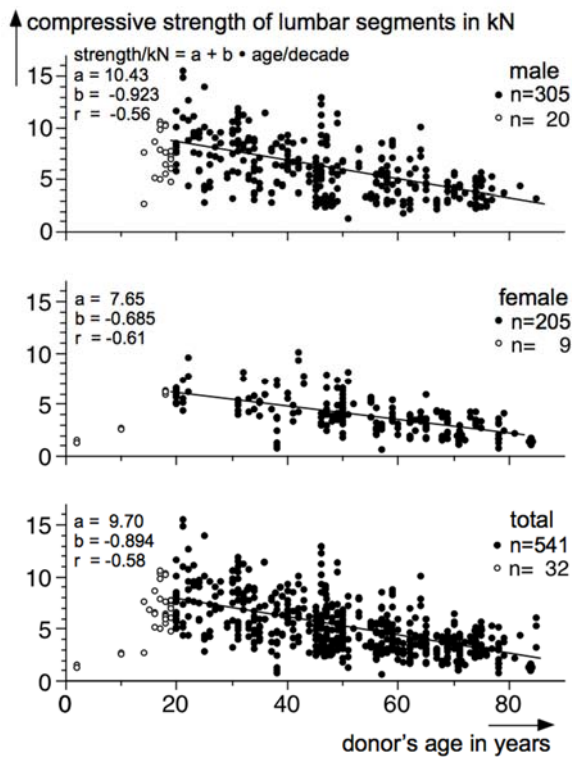 compressive strength of lumbar segments in kN
strength/kN = a + b • age/decade
a = 10.43
b = -0.923
r = -0.56
male
● n=305
○ n= 20
15
10
5
0
a = 7.65
b = -0.685
r = -0.61
female
● n=205
○ n= 9
15
10
5
0
a = 9.70
b = -0.894
r = -0.58
total
● n=541
○ n= 32
15
10
5
0
0 20 40 60 80
donor's age in years